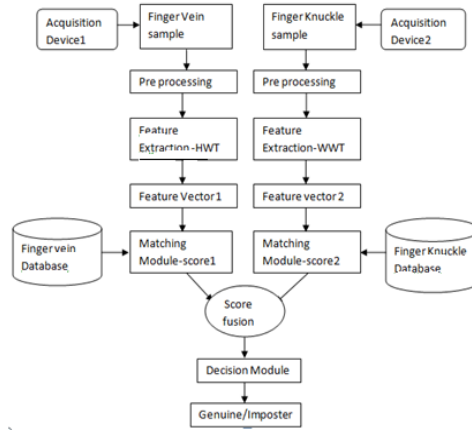 Acquisition
Device1
Finger Vein
sample
Finger Knuckle
sample
Acquisition
Device2
Pre processing
Pre processing
Feature
Extraction-HWT
Feature
Extraction-WWT
Feature Vector1
Feature vector 2
Finger vein
Database
Matching
Module-score1
Matching
Module-score2
Finger Knuckle
Database
Score
fusion
Decision Module
Genuine/Imposter